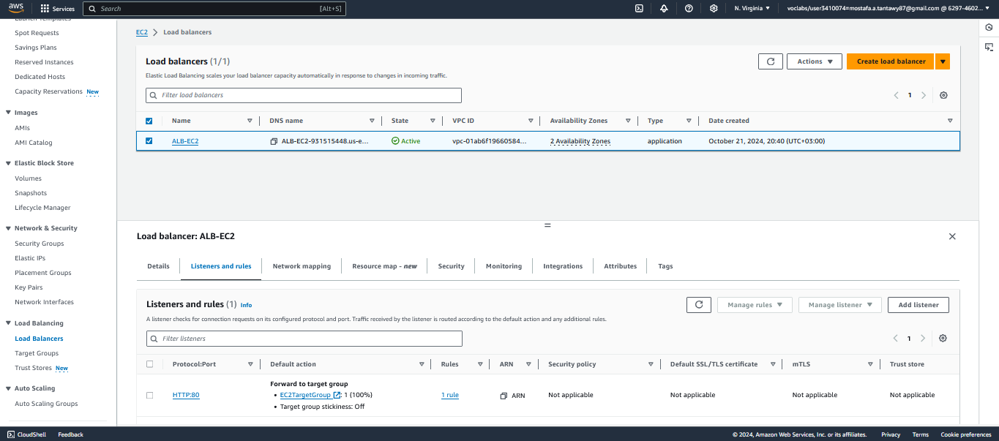 aws
Services
Search
[Alt+S]
N. Virginia
voclabs/user3410074=mostafa.a.tantawy87@gmail.com @ 6297-4602...
Launch Templates
Spot Requests
Savings Plans
Reserved Instances
Dedicated Hosts
Capacity Reservations New
Images
AMIs
AMI Catalog
Elastic Block Store
Volumes
Snapshots
Lifecycle Manager
Network & Security
Security Groups
Elastic IPs
Placement Groups
Key Pairs
Network Interfaces
Load Balancing
Load Balancers
Target Groups
Trust Stores New
Auto Scaling
Auto Scaling Groups
EC2 > Load balancers
Load balancers (1/1)
Actions
Create load balancer
Elastic Load Balancing scales your load balancer capacity automatically in response to changes in incoming traffic.
Filter load balancers
1
Name DNS name State VPC ID Availability Zones Type Date created
ALB-EC2 ALB-EC2-931515448.us-e... Active vpc-01ab6f19660584... 2 Availability Zones application October 21, 2024, 20:40 (UTC+03:00)
Load balancer: ALB-EC2
Details Listeners and rules Network mapping Resource map - new Security Monitoring Integrations Attributes Tags
Listeners and rules (1) Info
Manage rules
Manage listener
Add listener
A listener checks for connection requests on its configured protocol and port. Traffic received by the listener is routed according to the default action and any additional rules.
Filter listeners
1
Protocol:Port Default action Rules ARN Security policy Default SSL/TLS certificate mTLS Trust store
Forward to target group
HTTP:80 • EC2TargetGroup : 1 (100%) 1 rule ARN Not applicable Not applicable Not applicable Not applicable
• Target group stickiness: Off
CloudShell Feedback © 2024, Amazon Web Services, Inc. or its affiliates. Privacy Terms Cookie preferences